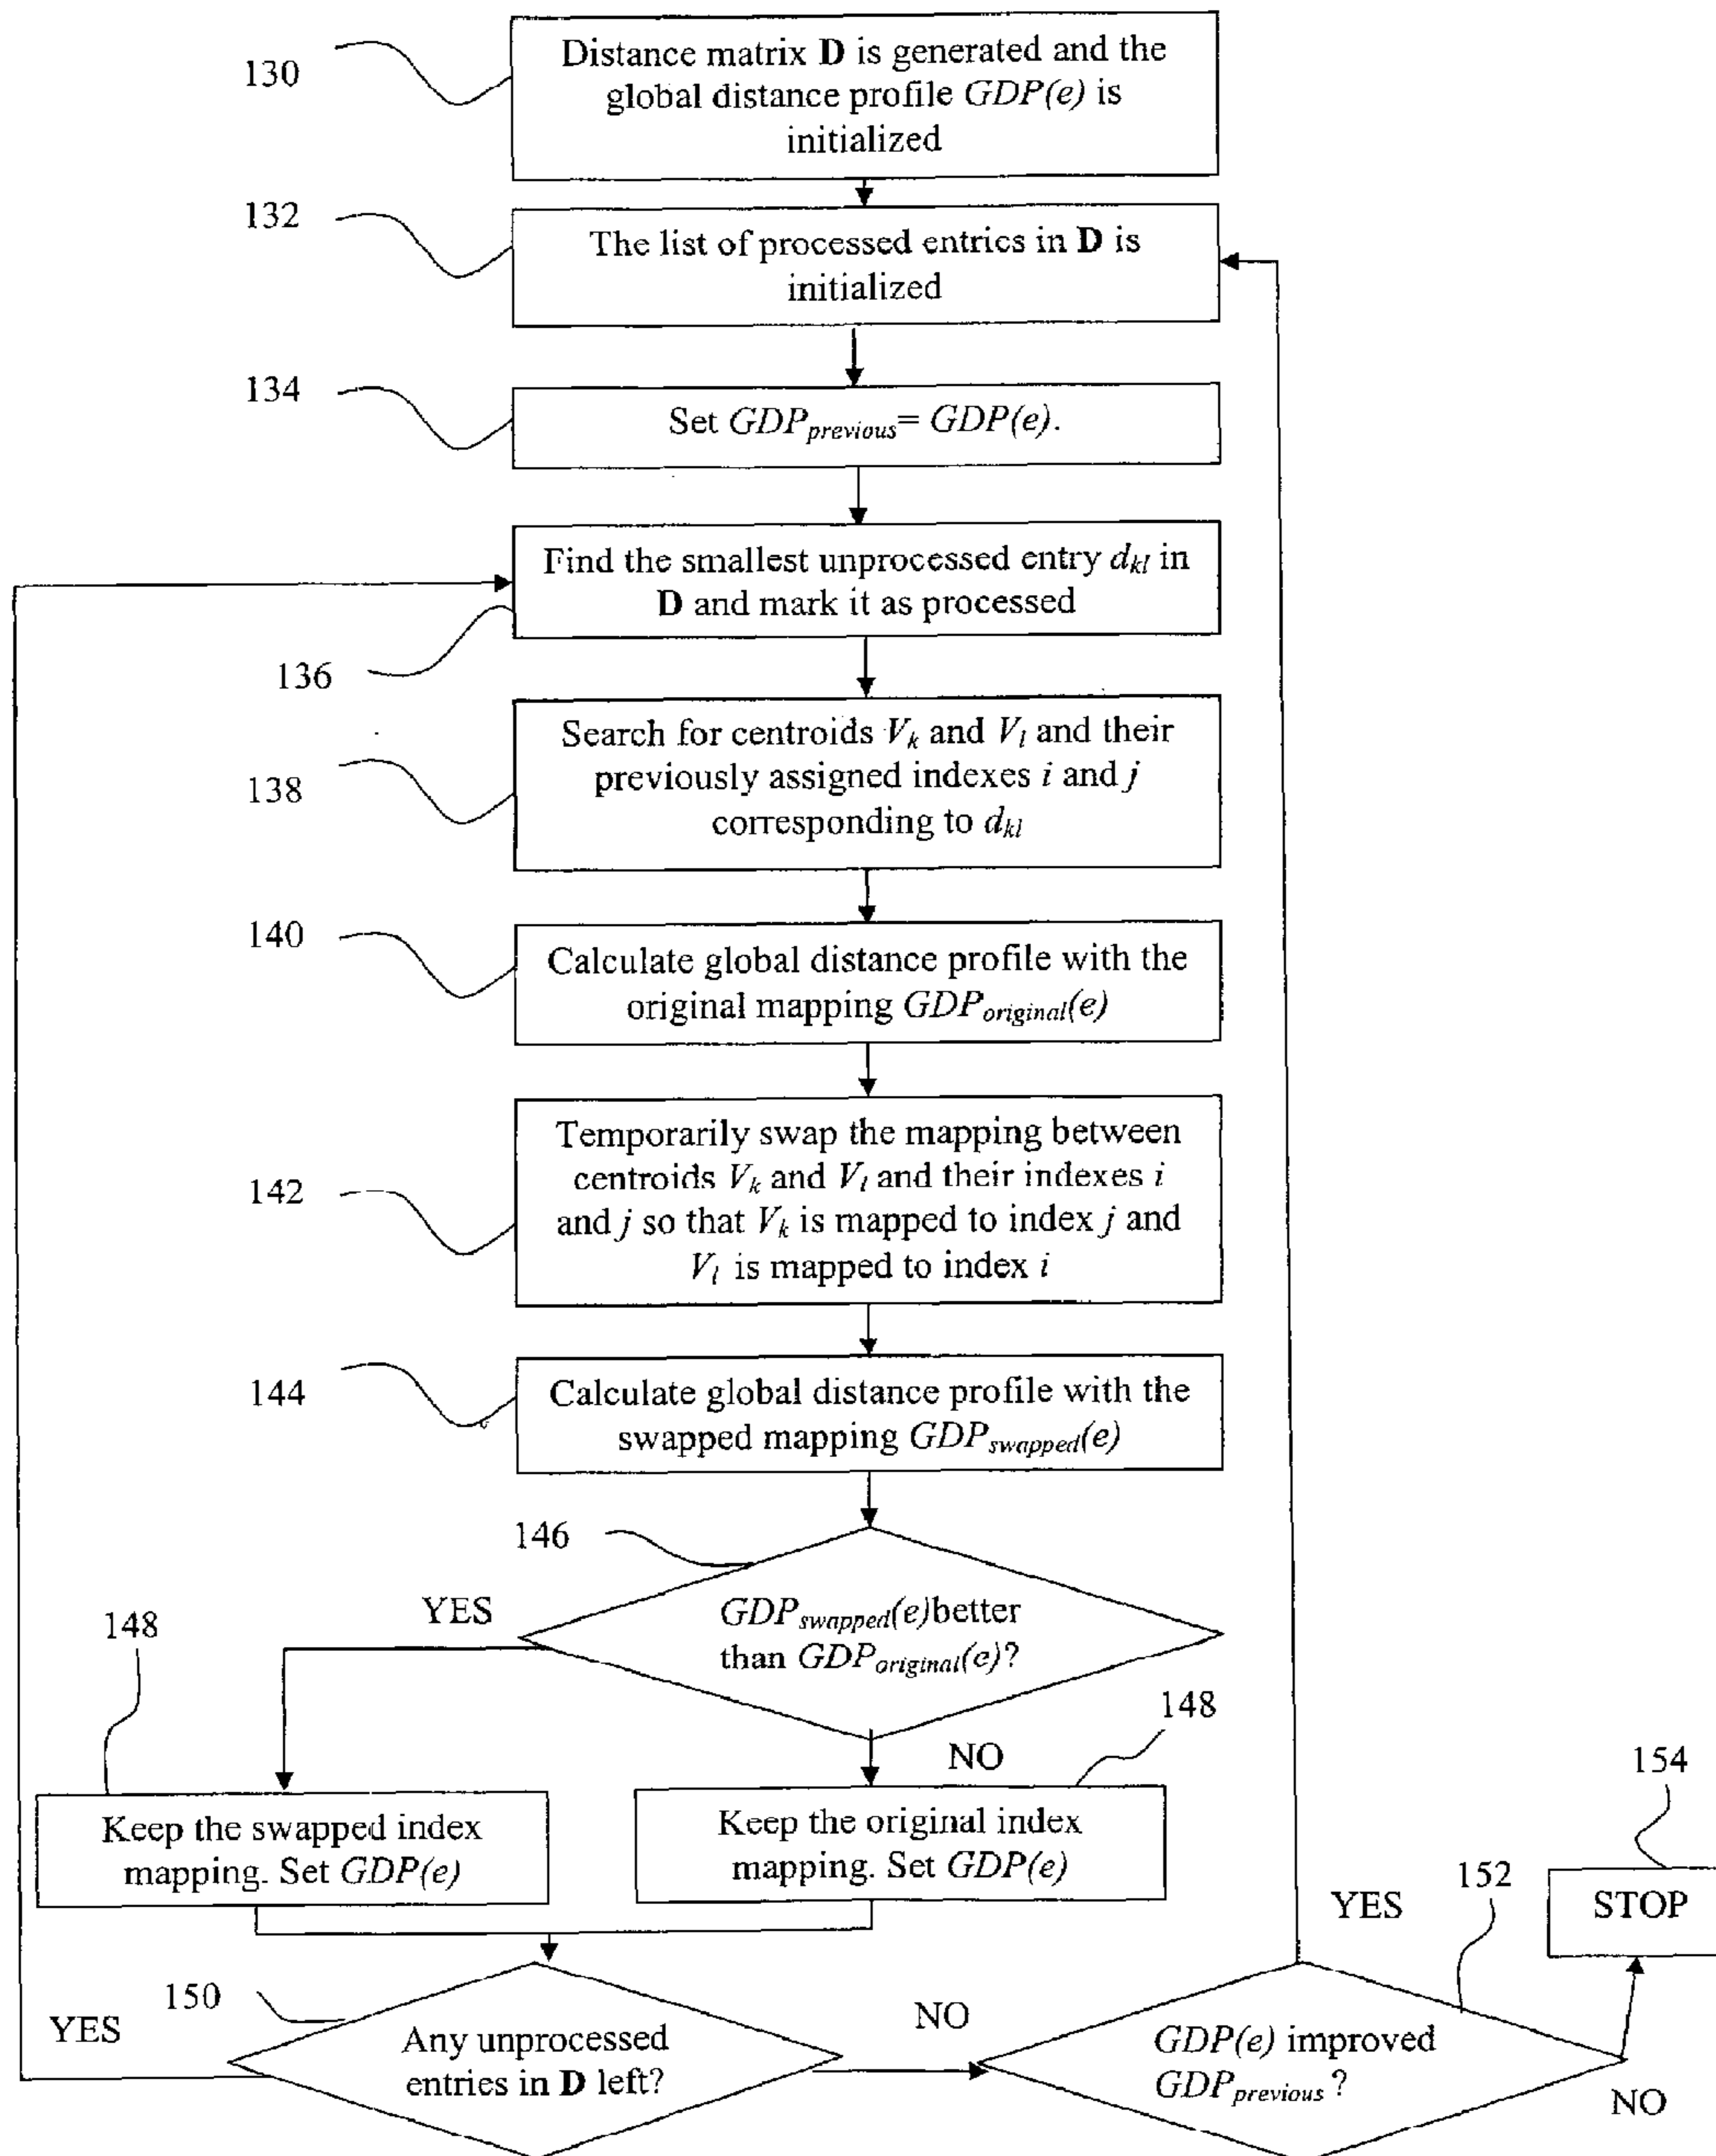 130
Distance matrix D is generated and the
global distance profile GDP(e) is
initialized
132
The list of processed entries in D is
initialized
134
Set GDPprevious= GDP(e).
Find the smallest unprocessed entry dkl in
D and mark it as processed
136
Search for centroids Vk and Vl and their
previously assigned indexes i and j
corresponding to dkl
138
140
Calculate global distance profile with the
original mapping GDPoriginal(e)
Temporarily swap the mapping between
centroids Vk and Vl and their indexes i
and j so that Vk is mapped to index j and
Vl is mapped to index i
142
144
Calculate global distance profile with the
swapped mapping GDPswapped(e)
146
YES
GDPswapped(e)better
than GDPoriginal(e)?
148
148
NO
154
Keep the swapped index
mapping. Set GDP(e)
Keep the original index
mapping. Set GDP(e)
152
YES
STOP
150
YES
NO
Any unprocessed
entries in D left?
GDP(e) improved
GDPprevious ?
NO